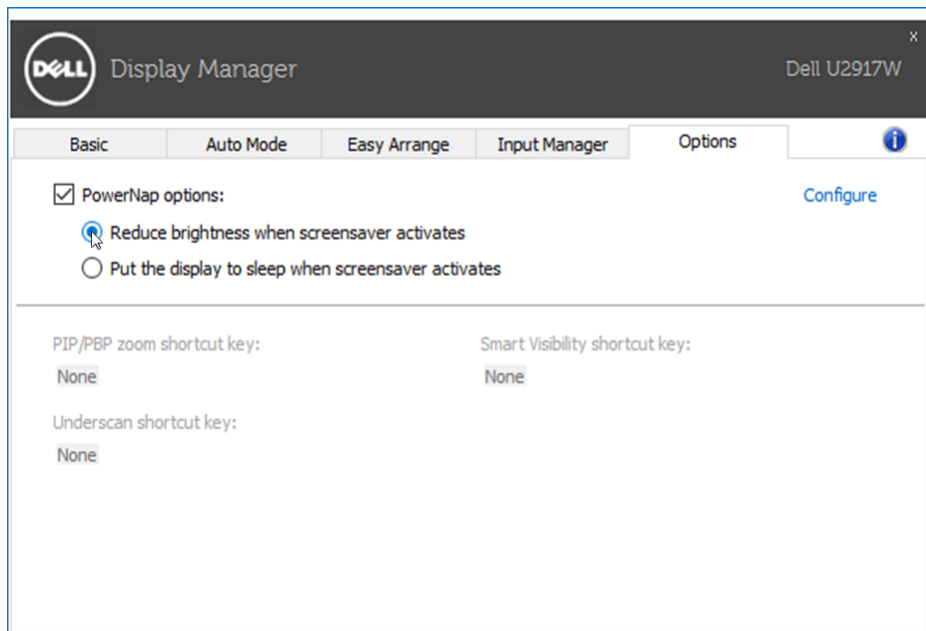 x
DELL Display Manager Dell U2917W
Basic Auto Mode Easy Arrange Input Manager Options i
PowerNap options: Configure
Reduce brightness when screensaver activates
Put the display to sleep when screensaver activates
PIP/PBP zoom shortcut key: Smart Visibility shortcut key:
None None
Underscan shortcut key:
None